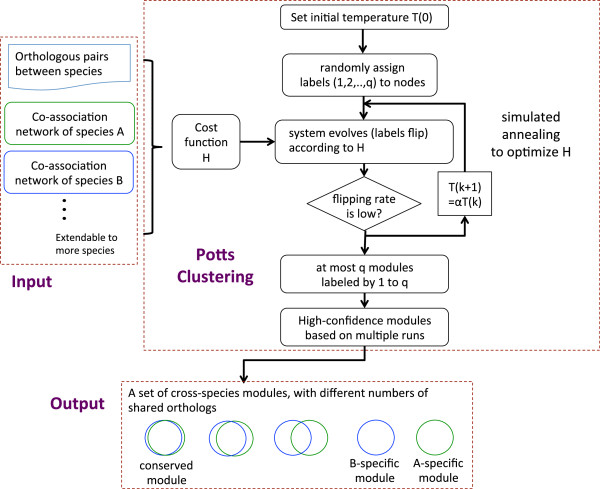 Orthologous pairs
between species
Co-association
network of species A
Co-association
network of species B
Extendable to
more species
Input
Cost
function
H
Set initial temperature T(0)
randomly assign
labels (1,2,..,q) to nodes
system evolves (labels flip)
according to H
flipping rate
is low?
T(k+1)
=αT(k)
simulated
annealing
to optimize H
at most q modules
labeled by 1 to q
High-confidence modules
based on multiple runs
Potts
Clustering
Output
A set of cross-species modules, with different numbers of
shared orthologs
conserved
module
B-specific
module
A-specific
module